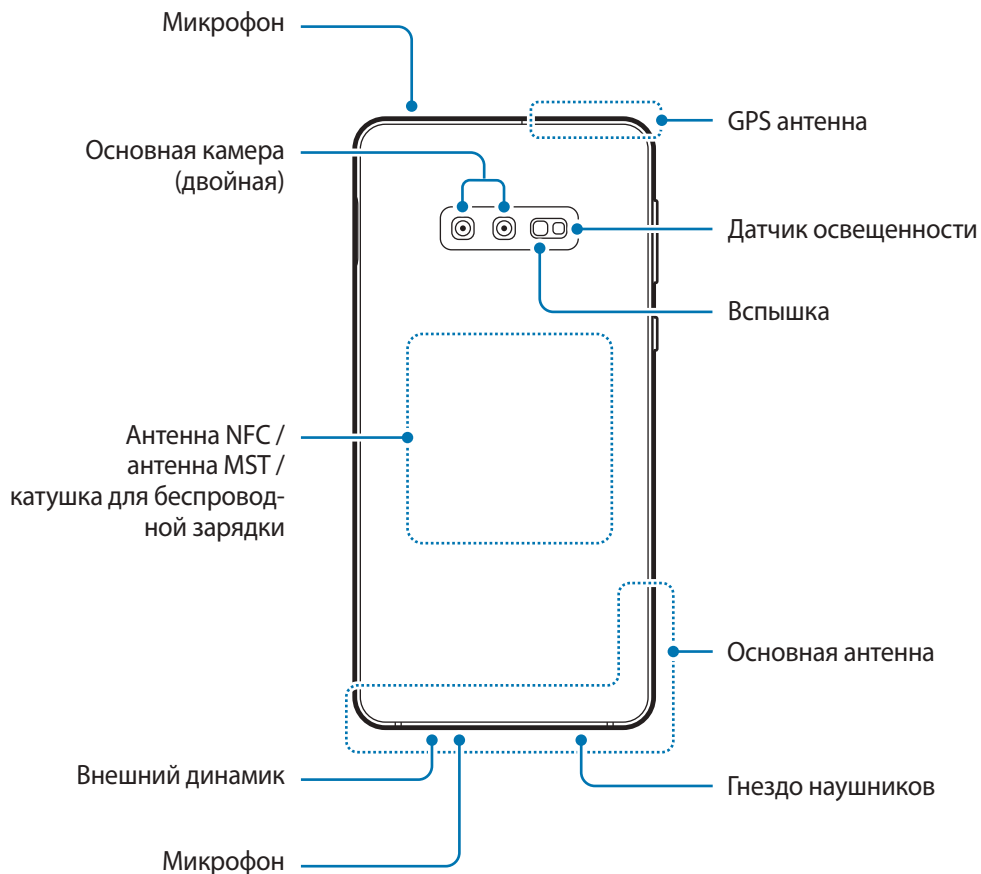 Микрофон
GPS антенна
Основная камера
(двойная)
Датчик освещенности
Вспышка
Антенна NFC /
антенна MST /
катушка для беспровод-
ной зарядки
Основная антенна
Внешний динамик
Гнездо наушников
Микрофон